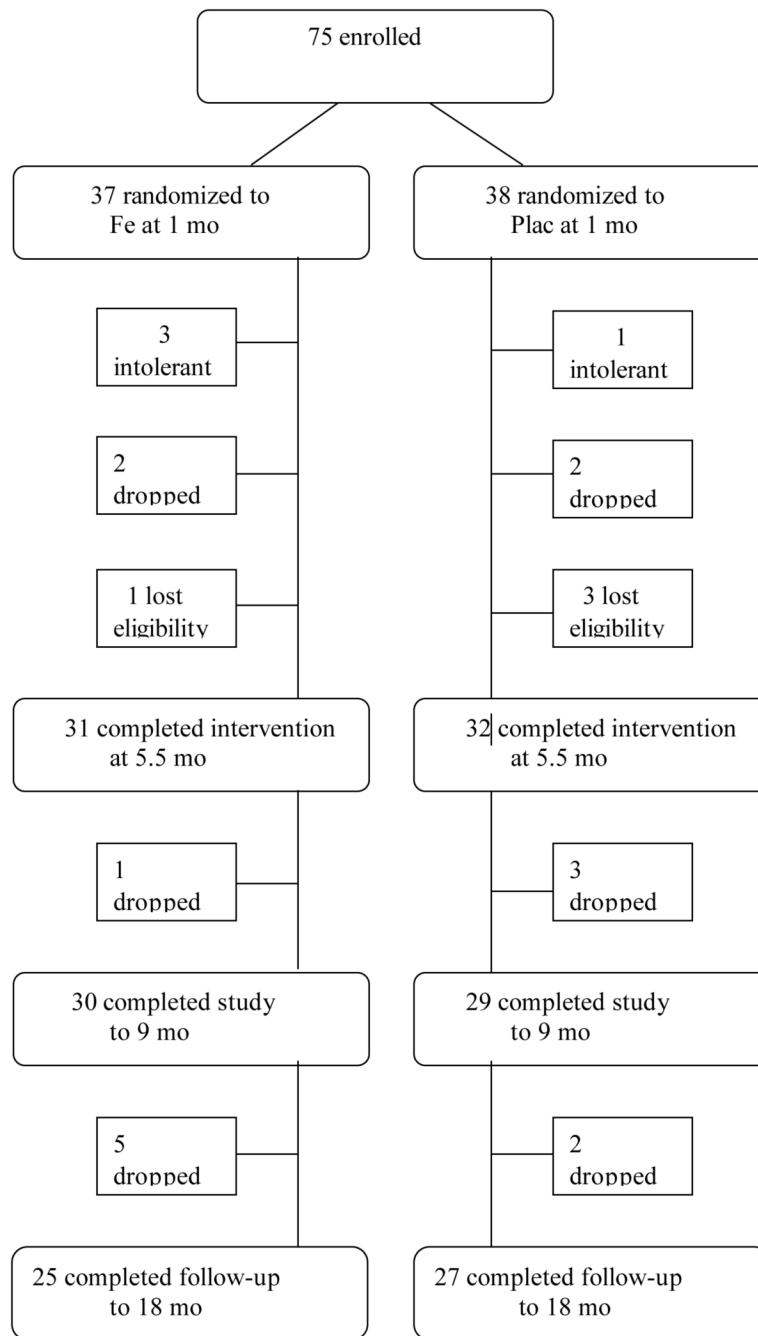 75 enrolled
37 randomized to
Fe at 1 mo
38 randomized to
Plac at 1 mo
3
intolerant
1
intolerant
2
dropped
2
dropped
1 lost
eligibility
3 lost
eligibility
31 completed intervention
at 5.5 mo
32 completed intervention
at 5.5 mo
1
dropped
3
dropped
30 completed study
to 9 mo
29 completed study
to 9 mo
5
dropped
2
dropped
25 completed follow-up
to 18 mo
27 completed follow-up
to 18 mo